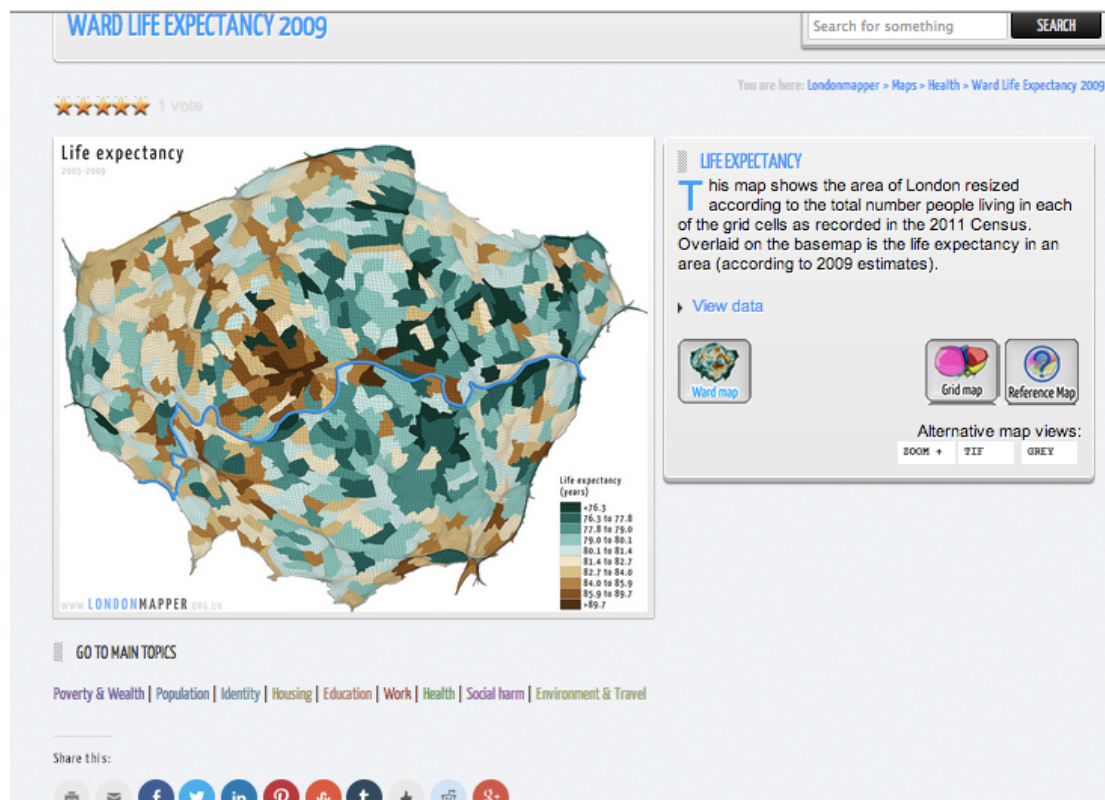 WARD LIFE EXPECTANCY 2009
Search for something
SEARCH
You are here: Londonmapper > Maps > Health > Ward Life Expectancy 2009
1 vote
Life expectancy
2005-2009
Life expectancy
(years)
<76.3
76.3 to 77.8
77.8 to 79.0
79.0 to 80.1
80.1 to 81.4
81.4 to 82.7
82.7 to 84.0
84.0 to 85.9
85.9 to 89.7
>89.7
WWW.LONDONMAPPER.ORG.UK
LIFE EXPECTANCY
This map shows the area of London resized
according to the total number people living in each
of the grid cells as recorded in the 2011 Census.
Overlaid on the basemap is the life expectancy in an
area (according to 2009 estimates).
View data
Ward map
Grid map
Reference Map
Alternative map views:
ZOOM +
TIF
GREY
GO TO MAIN TOPICS
Poverty & Wealth | Population | Identity | Housing | Education | Work | Health | Social harm | Environment & Travel
Share this: